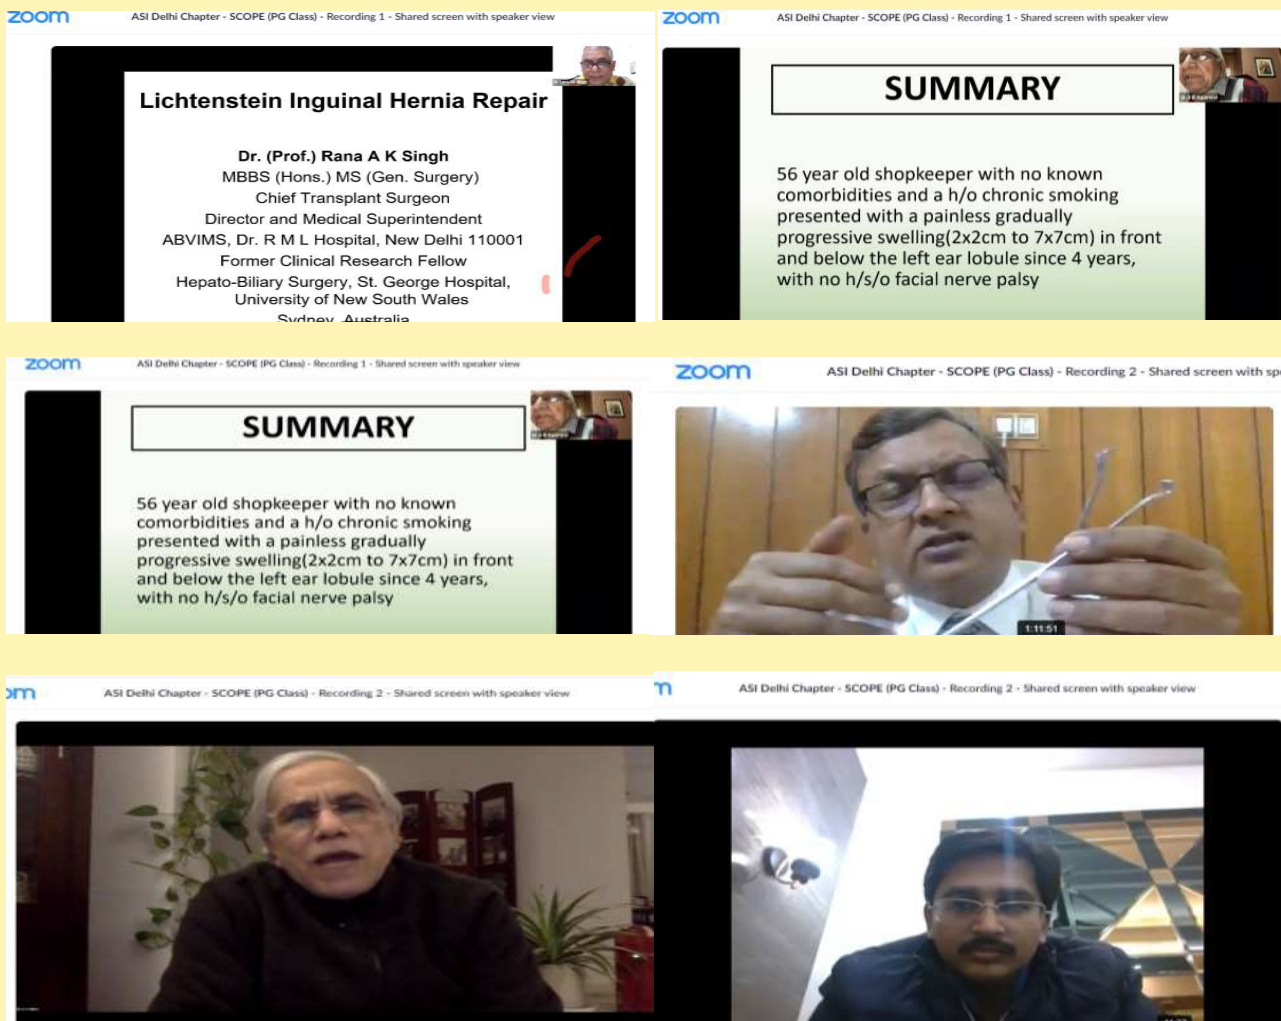 zoom
ASI Delhi Chapter - SCOPE (PG Class) - Recording 1 - Shared screen with speaker view
Lichtenstein Inguinal Hernia Repair
Dr. (Prof.) Rana A K Singh
MBBS (Hons.) MS (Gen. Surgery)
Chief Transplant Surgeon
Director and Medical Superintendent
ABVIMS, Dr. R M L Hospital, New Delhi 110001
Former Clinical Research Fellow
Hepato-Biliary Surgery, St. George Hospital,
University of New South Wales
Sydney, Australia
zoom
ASI Delhi Chapter - SCOPE (PG Class) - Recording 1 - Shared screen with speaker view
SUMMARY
56 year old shopkeeper with no known
comorbidities and a h/o chronic smoking
presented with a painless gradually
progressive swelling(2x2cm to 7x7cm) in front
and below the left ear lobule since 4 years,
with no h/s/o facial nerve palsy
zoom
ASI Delhi Chapter - SCOPE (PG Class) - Recording 1 - Shared screen with speaker view
SUMMARY
56 year old shopkeeper with no known
comorbidities and a h/o chronic smoking
presented with a painless gradually
progressive swelling(2x2cm to 7x7cm) in front
and below the left ear lobule since 4 years,
with no h/s/o facial nerve palsy
zoom
ASI Delhi Chapter - SCOPE (PG Class) - Recording 2 - Shared screen with sp
1:11:51
om
ASI Delhi Chapter - SCOPE (PG Class) - Recording 2 - Shared screen with speaker view
m
ASI Delhi Chapter - SCOPE (PG Class) - Recording 2 - Shared screen with speaker view